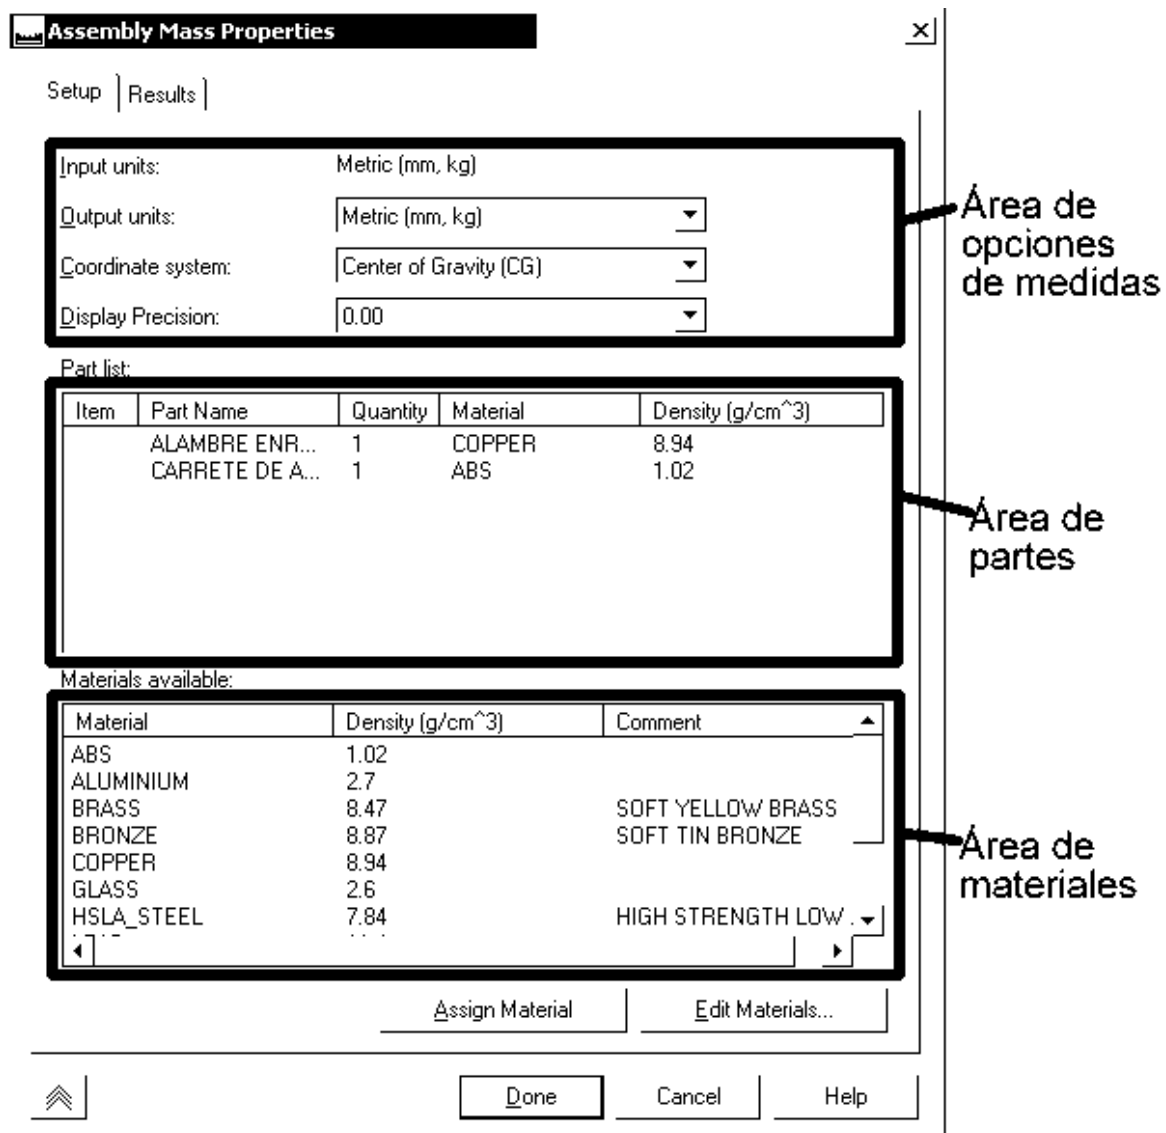 Assembly Mass Properties
Setup Results
Input units: Metric (mm, kg)
Output units: Metric (mm, kg)
Coordinate system: Center of Gravity (CG)
Display Precision: 0.00
Área de
opciones
de medidas
Part list:
Item Part Name Quantity Material Density (g/cm^3)
ALAMBRE ENR... 1 COPPER 8.94
CARRETE DE A... 1 ABS 1.02
Área de
partes
Materials available:
Material Density (g/cm^3) Comment
ABS 1.02
ALUMINIUM 2.7
BRASS 8.47 SOFT YELLOW BRASS
BRONZE 8.87 SOFT TIN BRONZE
COPPER 8.94
GLASS 2.6
HSLA_STEEL 7.84 HIGH STRENGTH LOW .
Área de
materiales
Assign Material Edit Materials...
Done Cancel Help